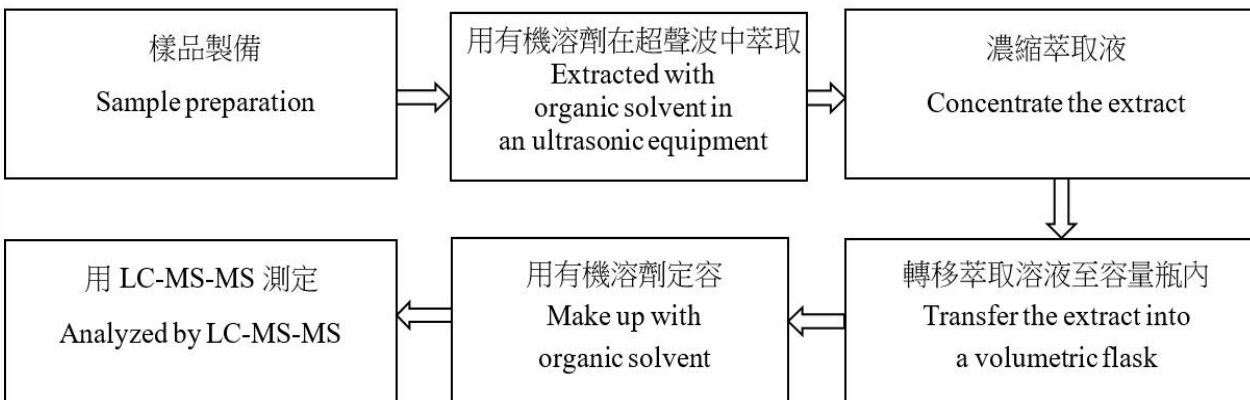 樣品製備
Sample preparation
用有機溶劑在超聲波中萃取
Extracted with
organic solvent in
an ultrasonic equipment
濃縮萃取液
Concentrate the extract
轉移萃取溶液至容量瓶內
Transfer the extract into
a volumetric flask
用有機溶劑定容
Make up with
organic solvent
用 LC-MS-MS 測定
Analyzed by LC-MS-MS